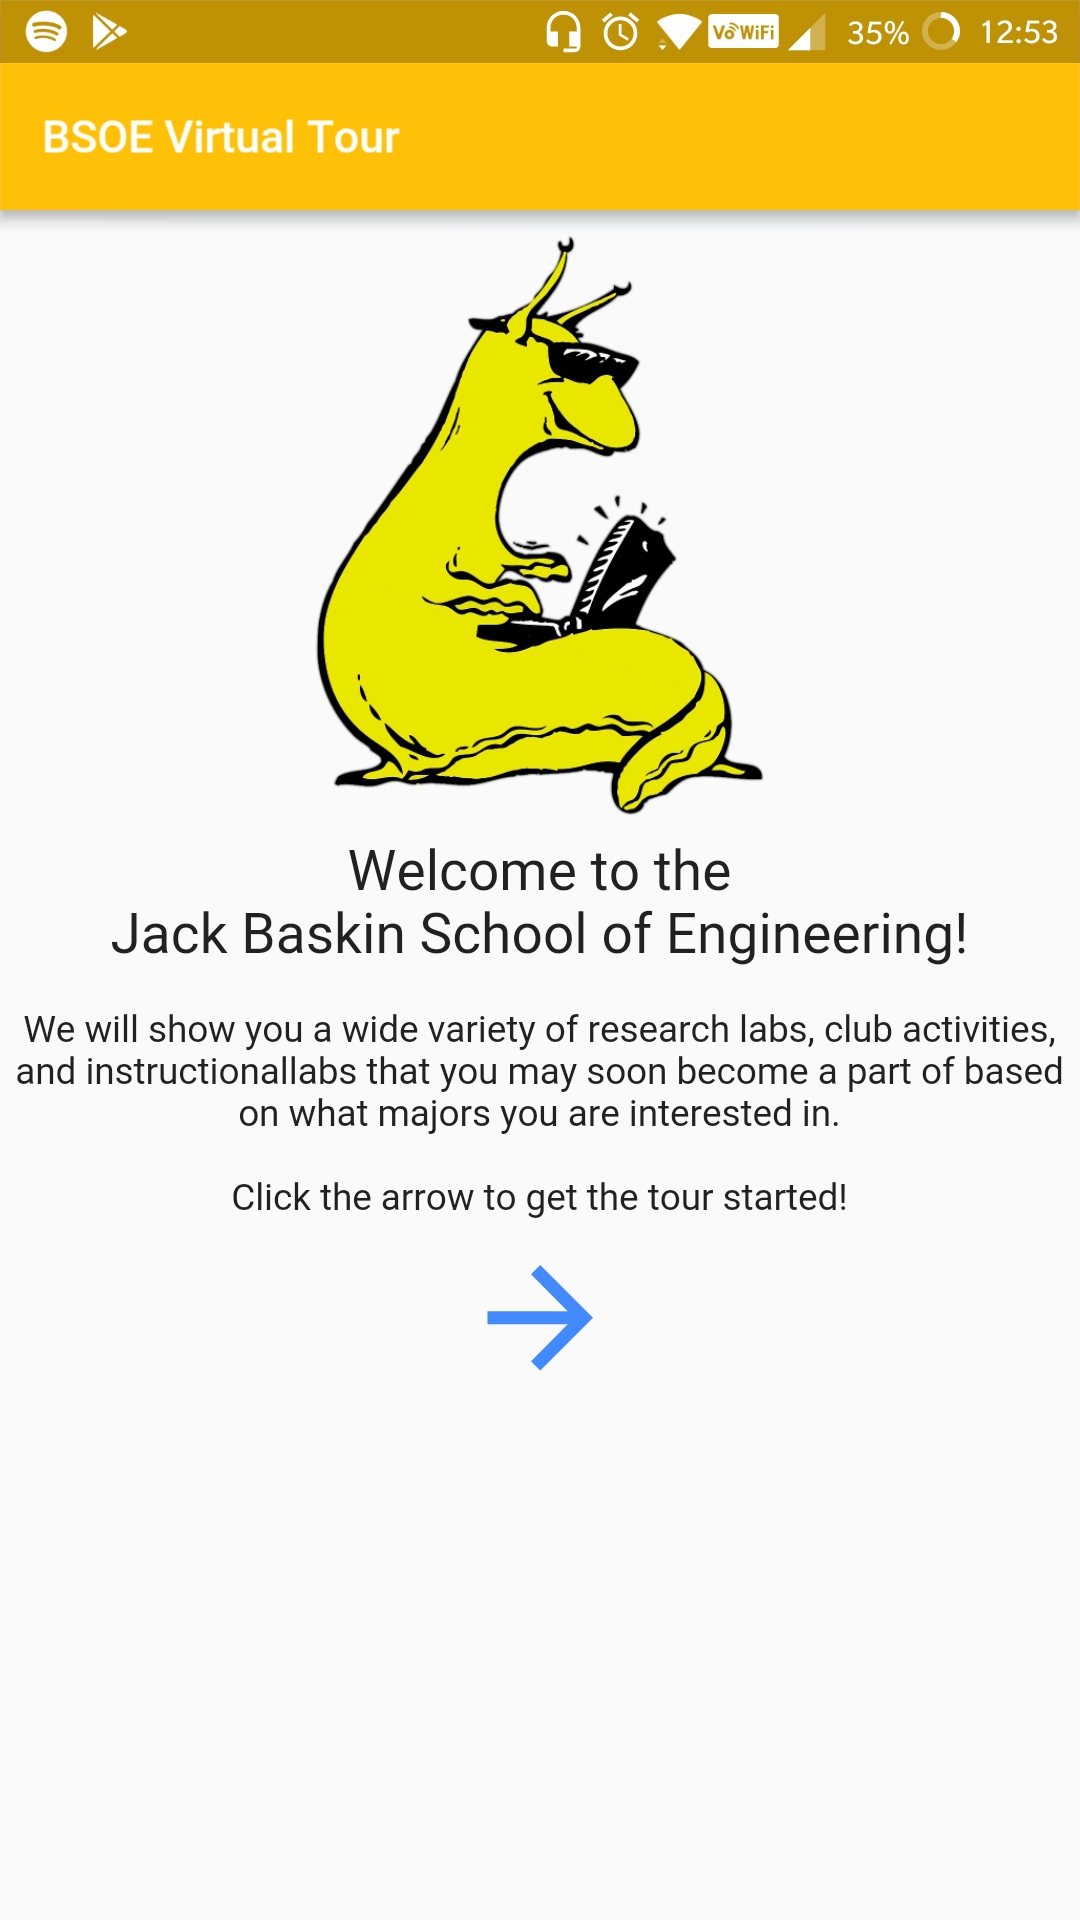 VoWiFi 35% 12:53
BSOE Virtual Tour
Welcome to the
Jack Baskin School of Engineering!
We will show you a wide variety of research labs, club activities,
and instructionallabs that you may soon become a part of based
on what majors you are interested in.
Click the arrow to get the tour started!